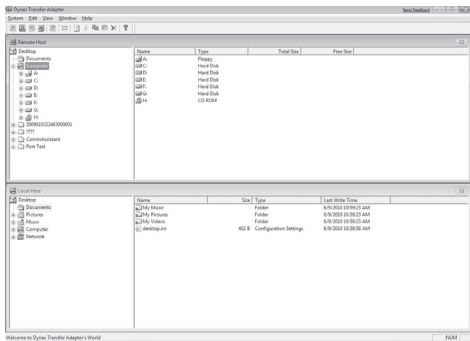 Dynex Transfer Adapter
Send Feedback
System Edit View Window Help
Remote Host
Desktop
Documents
Computer
A:
C:
D:
E:
F:
G:
H:
????
CommAssistant
Port Test
Name Type Total Size Free Size
A: Floppy
C: Hard Disk
D: Hard Disk
E: Hard Disk
F: Hard Disk
G: Hard Disk
H: CD ROM
Local Host
Desktop
Documents
Pictures
Music
Computer
Network
Name Size Type Last Write Time
My Music Folder 6/9/2010 10:59:23 AM
My Pictures Folder 6/9/2010 10:59:23 AM
My Videos Folder 6/9/2010 10:59:23 AM
desktop.ini 402 B Configuration Settings 6/9/2010 10:59:56 AM
Welcome to Dynex Transfer Adapter's World
NUM